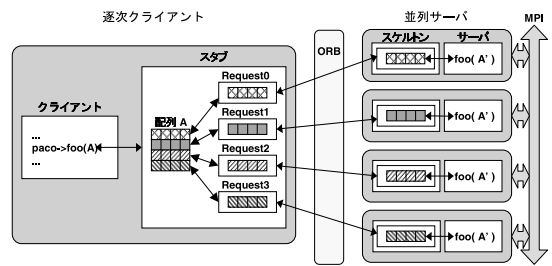 逐次クライアント
並列サーバ
MPI
ORB
スタブ
クライアント
...
paco->foo(A)
...
配列 A
Request0
Request1
Request2
Request3
スケルトン
サーバ
foo( A' )
foo( A' )
foo( A' )
foo( A' )